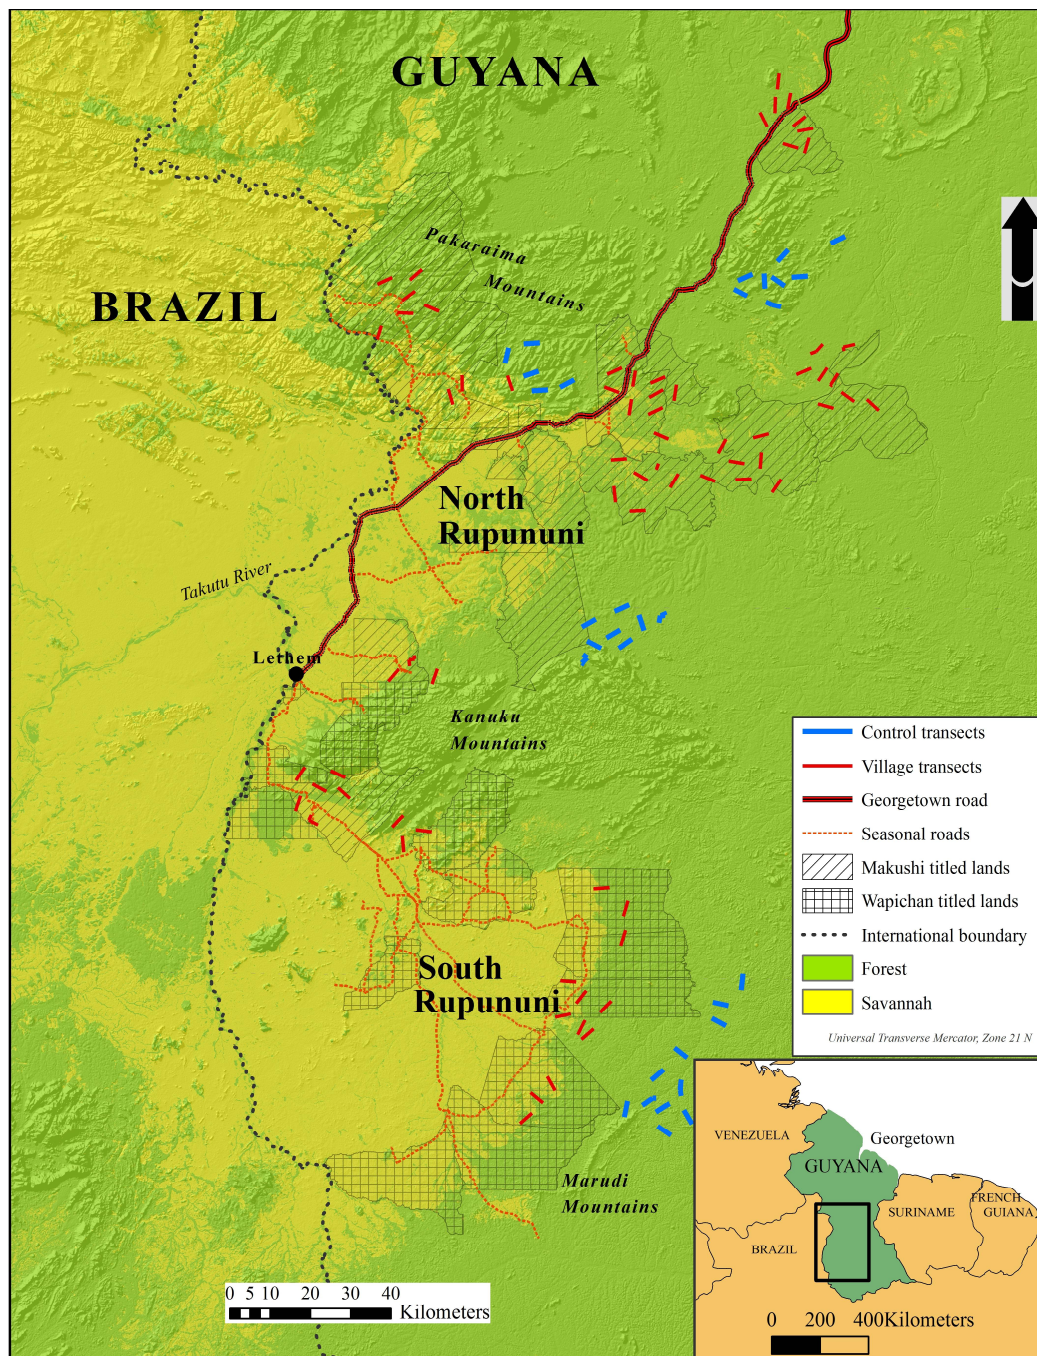 GUYANA
BRAZIL
Pakaraima
Mountains
North
Rupununi
Takutu River
Lethem
Kanuku
Mountains
South
Rupununi
Marudi
Mountains
Control transects
Village transects
Georgetown road
Seasonal roads
Makushi titled lands
Wapichan titled lands
International boundary
Forest
Savannah
Universal Transverse Mercator, Zone 21 N
VENEZUELA
Georgetown
GUYANA
SURINAME
FRENCH
GUIANA
BRAZIL
0 200 400Kilometers
0 5 10 20 30 40
Kilometers